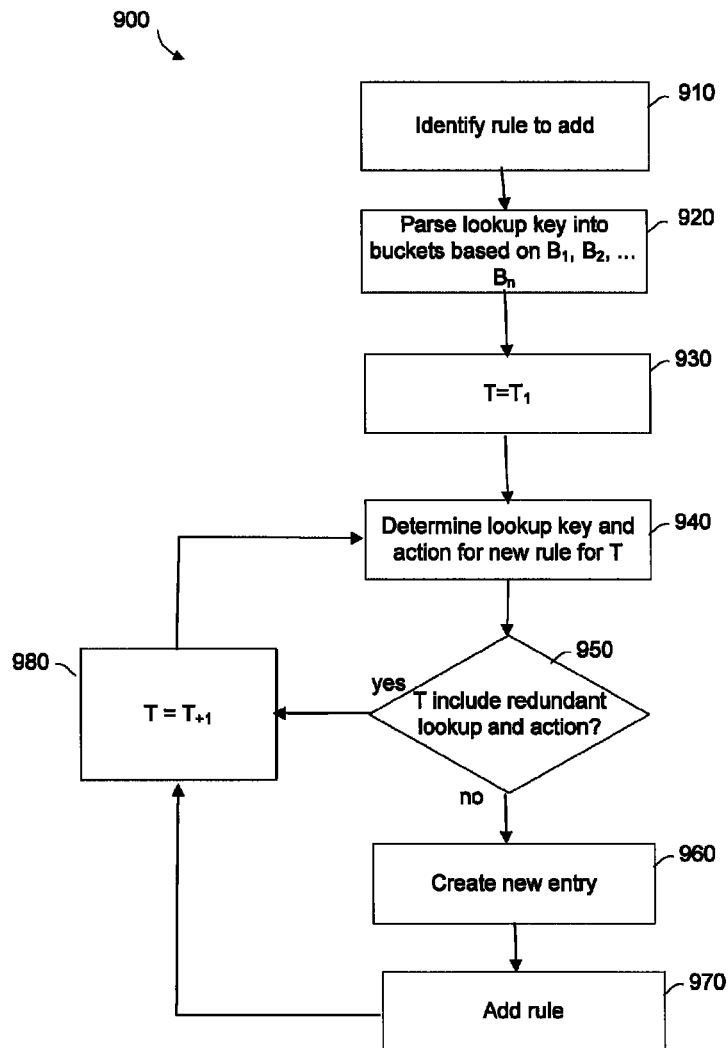 900
910
Identify rule to add
920
Parse lookup key into
buckets based on B1, B2, ...
Bn
930
T=T1
940
Determine lookup key and
action for new rule for T
950
980
yes
T include redundant
lookup and action?
T = T+1
no
960
Create new entry
970
Add rule